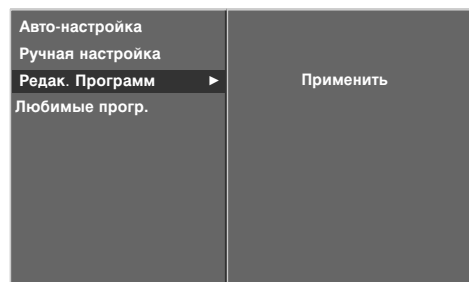 Авто-настройка
Ручная настройка
Редак. Программ ►
Применить
Любимые прогр.